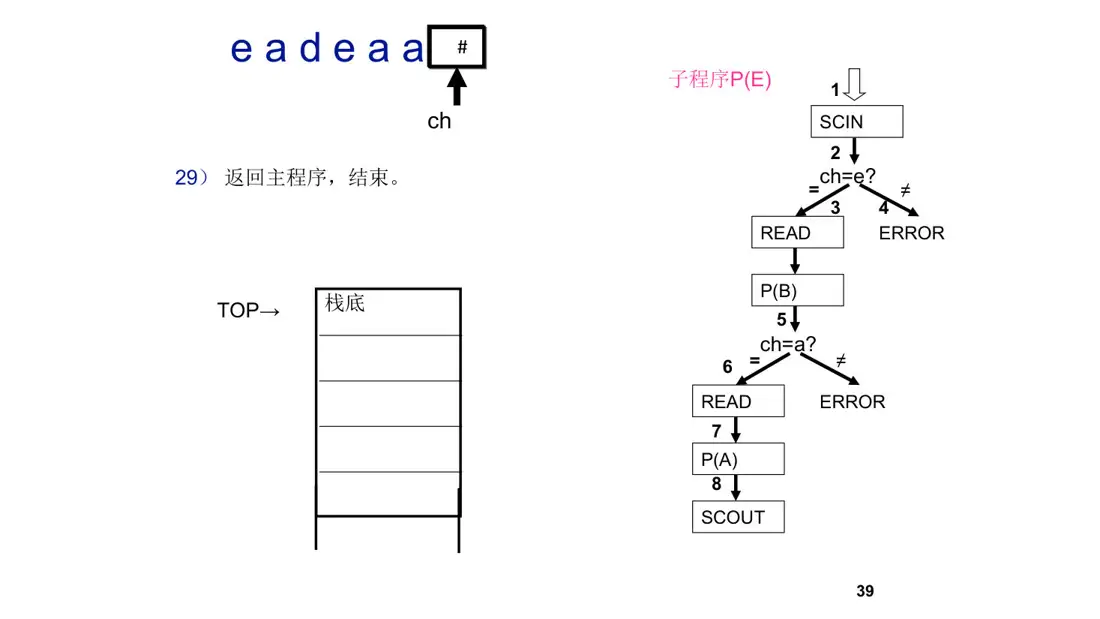 e a d e a a #
ch
29） 返回主程序，结束。
TOP→
栈底
子程序P(E)
1
SCIN
2
ch=e?
= ≠
3 4
READ ERROR
P(B)
5
ch=a?
6 = ≠
READ ERROR
7
P(A)
8
SCOUT
39